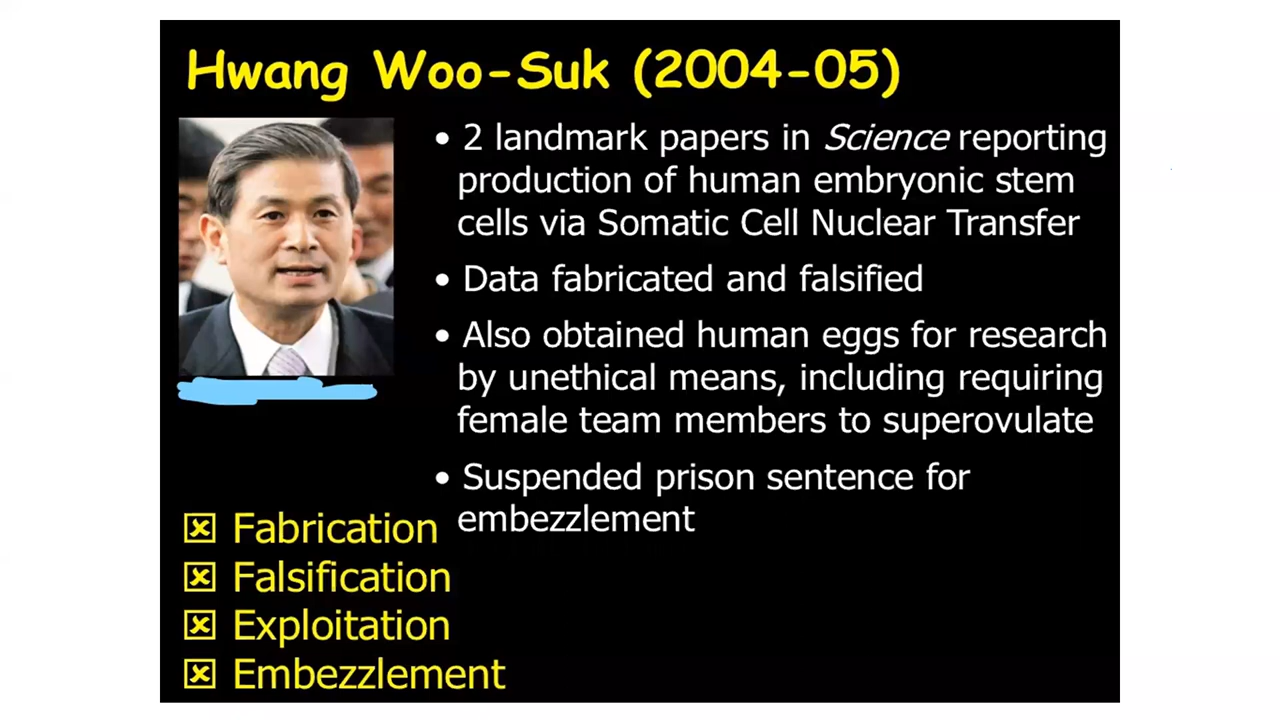 Hwang Woo-Suk (2004-05)
• 2 landmark papers in Science reporting
production of human embryonic stem
cells via Somatic Cell Nuclear Transfer
• Data fabricated and falsified
• Also obtained human eggs for research
by unethical means, including requiring
female team members to superovulate
• Suspended prison sentence for
embezzlement
☒ Fabrication
☒ Falsification
☒ Exploitation
☒ Embezzlement